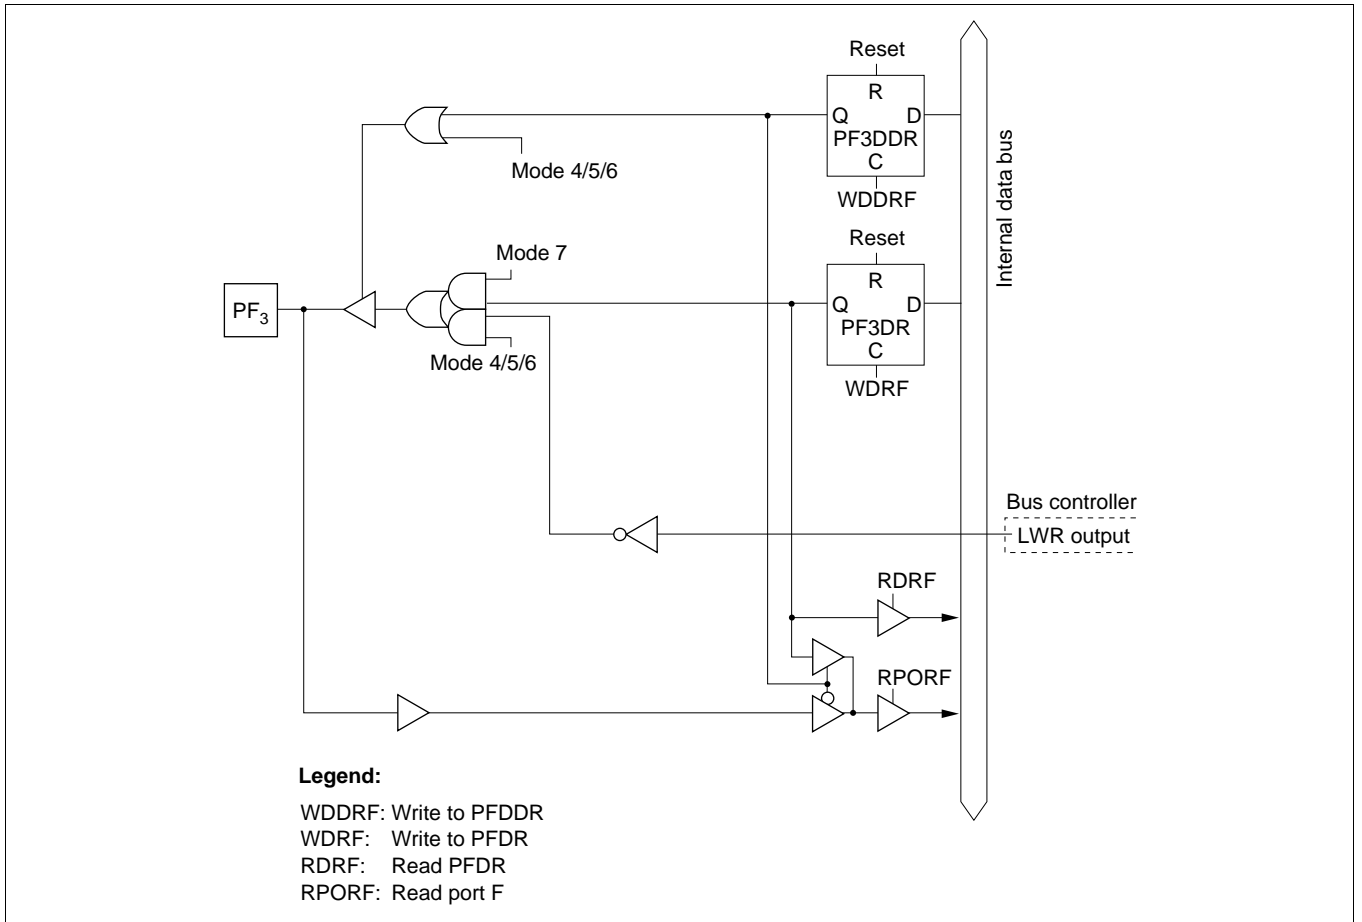 Reset
R
Q D
PF3DDR
C
WDDRF
Mode 4/5/6
Internal data bus
Reset
R
Q D
PF3DR
C
WDRF
Mode 7
PF3
Mode 4/5/6
Bus controller
LWR output
RDRF
RPORF
Legend:
WDDRF: Write to PFDDR
WDRF: Write to PFDR
RDRF: Read PFDR
RPORF: Read port F